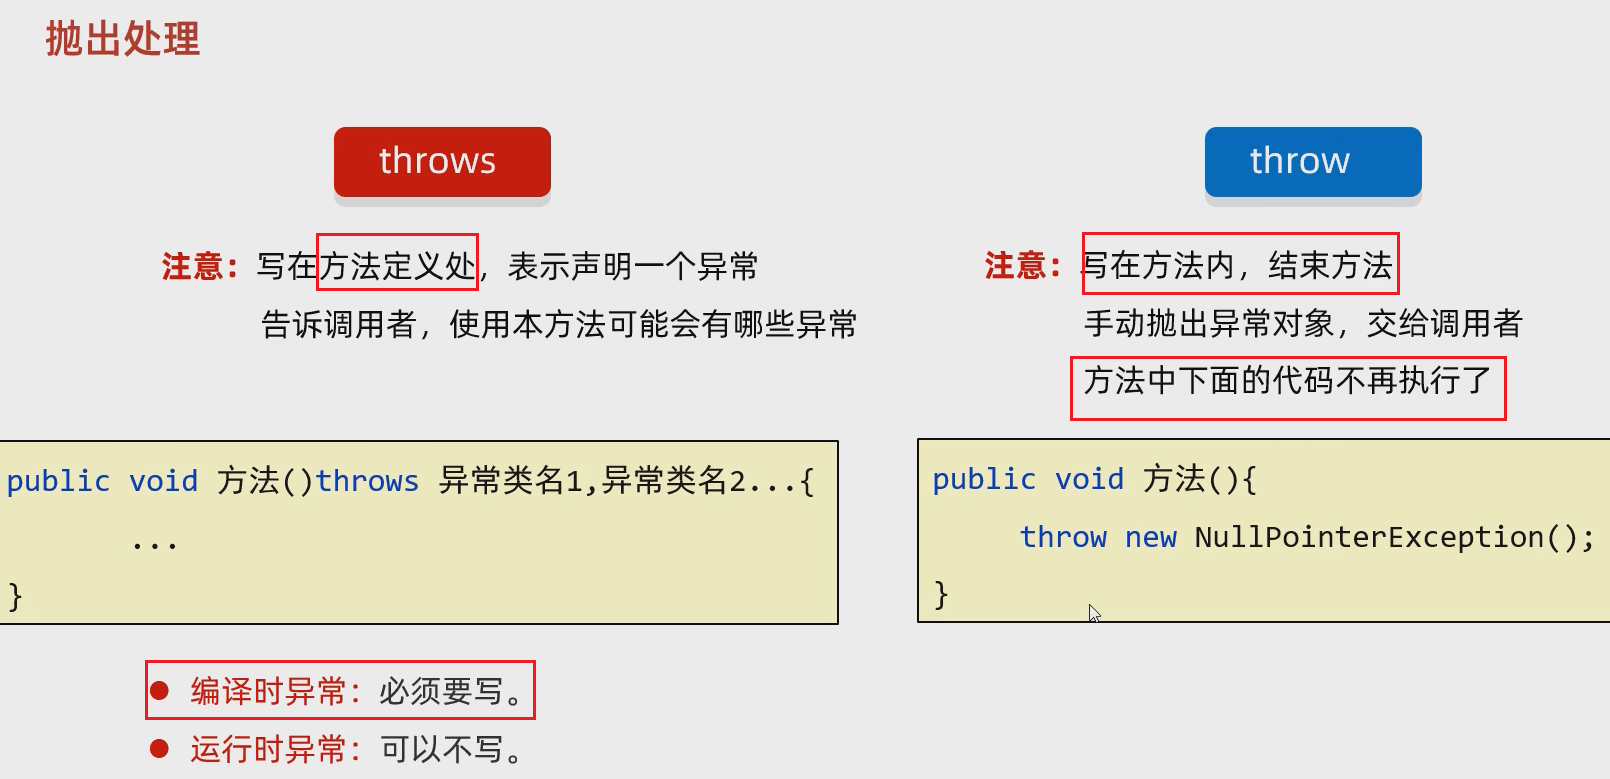 抛出处理
throws
注意：写在方法定义处，表示声明一个异常
告诉调用者，使用本方法可能会有哪些异常
public void 方法()throws 异常类名1,异常类名2...{
...
}
编译时异常：必须要写。
运行时异常：可以不写。
throw
注意：写在方法内，结束方法
手动抛出异常对象，交给调用者
方法中下面的代码不再执行了
public void 方法(){
throw new NullPointerException();
}